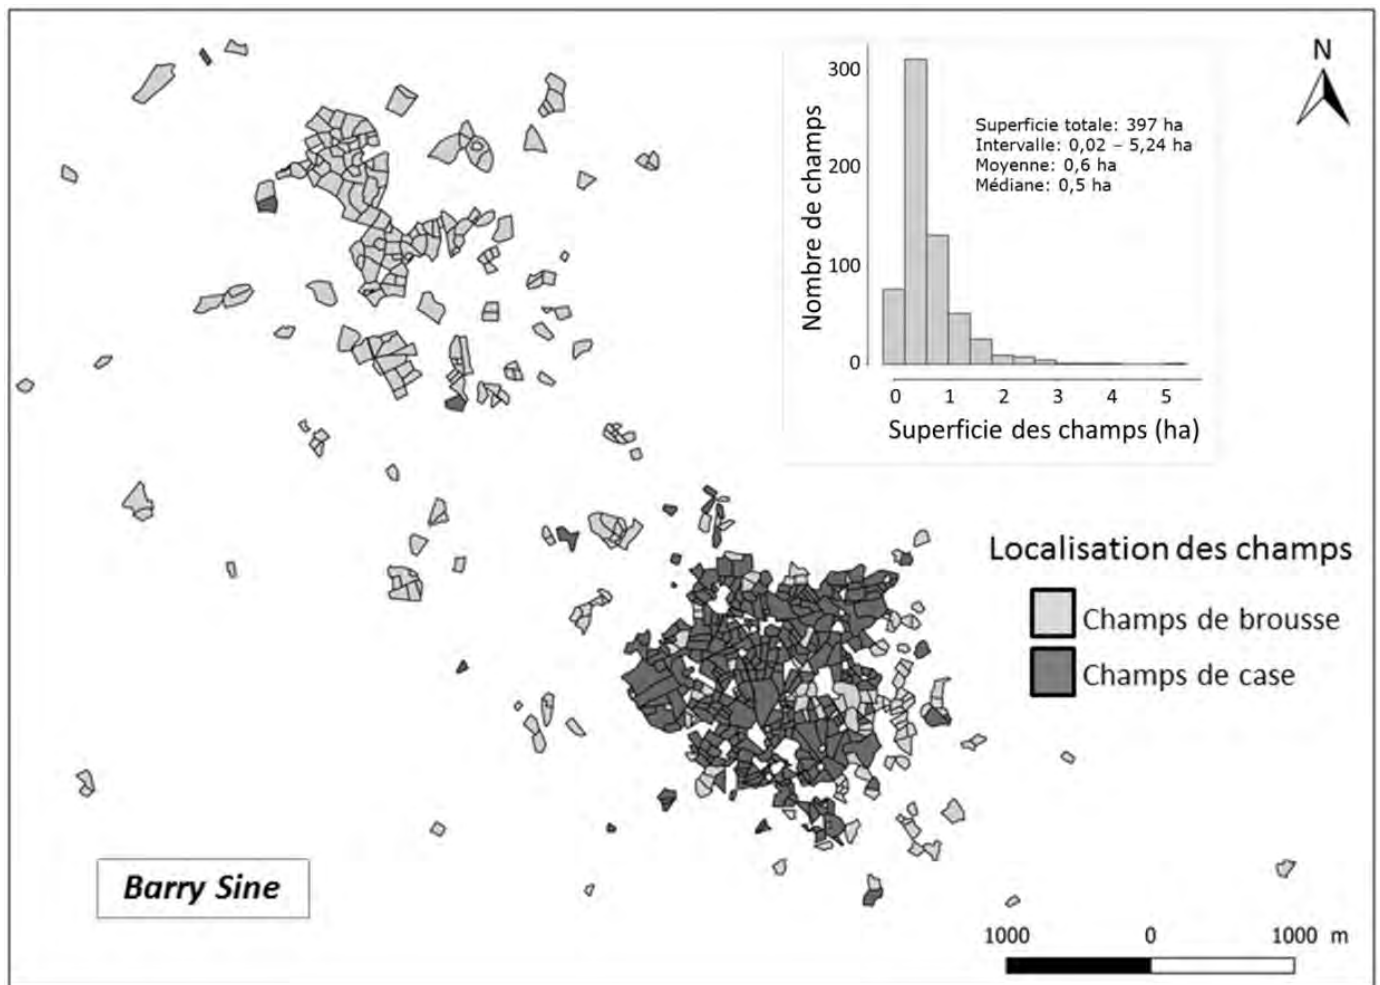 300
200
100
0
Nombre de champs
Superficie totale: 397 ha
Intervalle: 0,02 – 5,24 ha
Moyenne: 0,6 ha
Médiane: 0,5 ha
0 1 2 3 4 5
Superficie des champs (ha)
N
Localisation des champs
Champs de brousse
Champs de case
Barry Sine
1000 0 1000 m